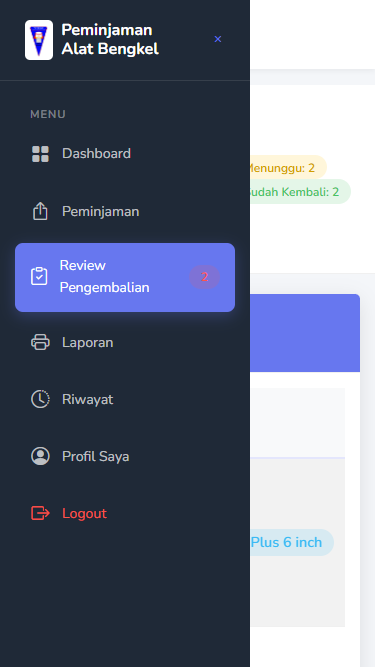 Peminjaman
Alat Bengkel
×
MENU
Dashboard
Peminjaman
Review
Pengembalian
2
Laporan
Riwayat
Profil Saya
Logout
Menunggu: 2
Sudah Kembali: 2
Plus 6 inch